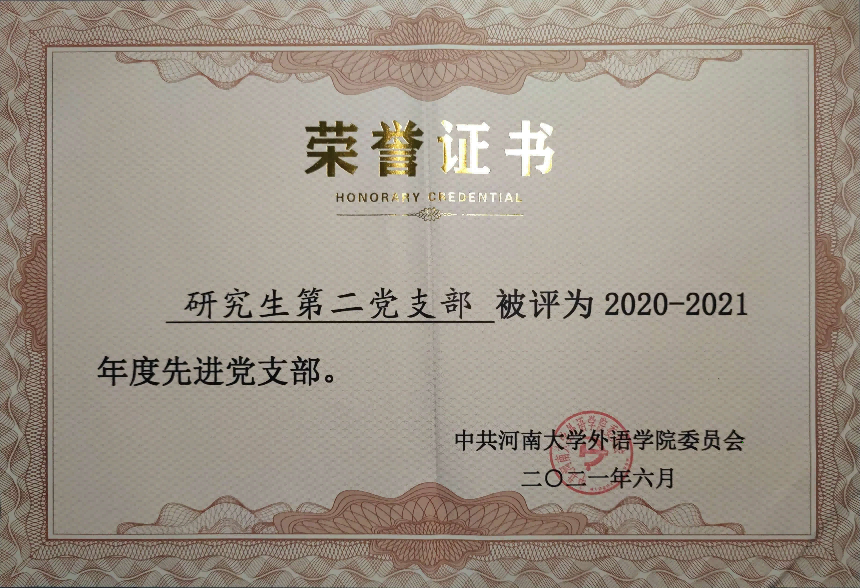 荣誉证书
HONORARY CREDENTIAL
研究生第二党支部 被评为 2020-2021
年度先进党支部。
中共河南大学外语学院委员会
二〇二一年六月